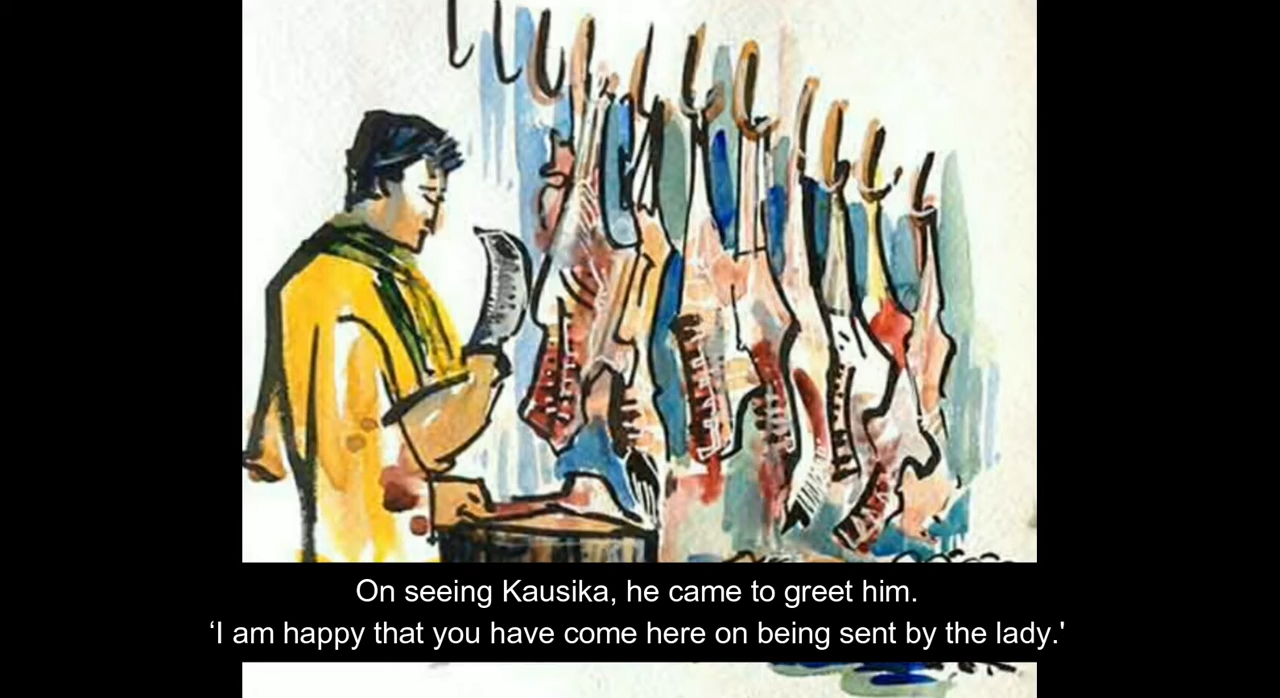 On seeing Kausika, he came to greet him.
‘I am happy that you have come here on being sent by the lady.'